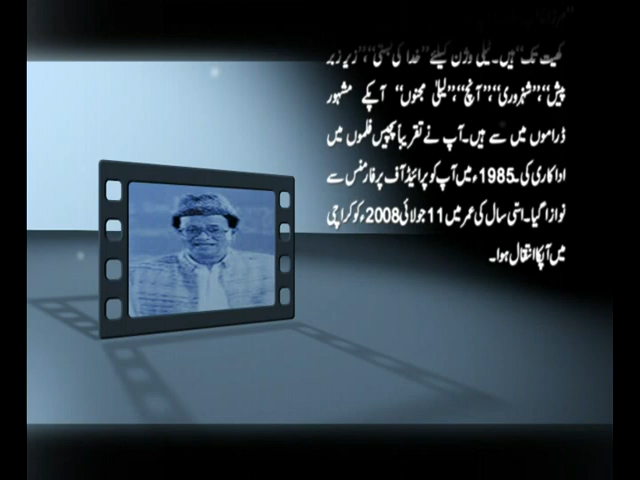 کھیت تک“ ہیں۔ ٹیلی وژن کیلئے ”خدا کی بستی“،”زیر زبر
پیش“،”شہزوری“،”آنچ“،”لیلیٰ مجنوں“ آپکے مشہور
ڈراموں میں سے ہیں۔ آپ نے تقریباً پچیس فلموں میں
اداکاری کی۔ 1985ء میں آپ کو پرائیڈ آف پرفارمنس سے
نوازا گیا۔ اسّی سال کی عمر میں 11 جولائی 2008ء کو کراچی
میں آپکا انتقال ہوا۔